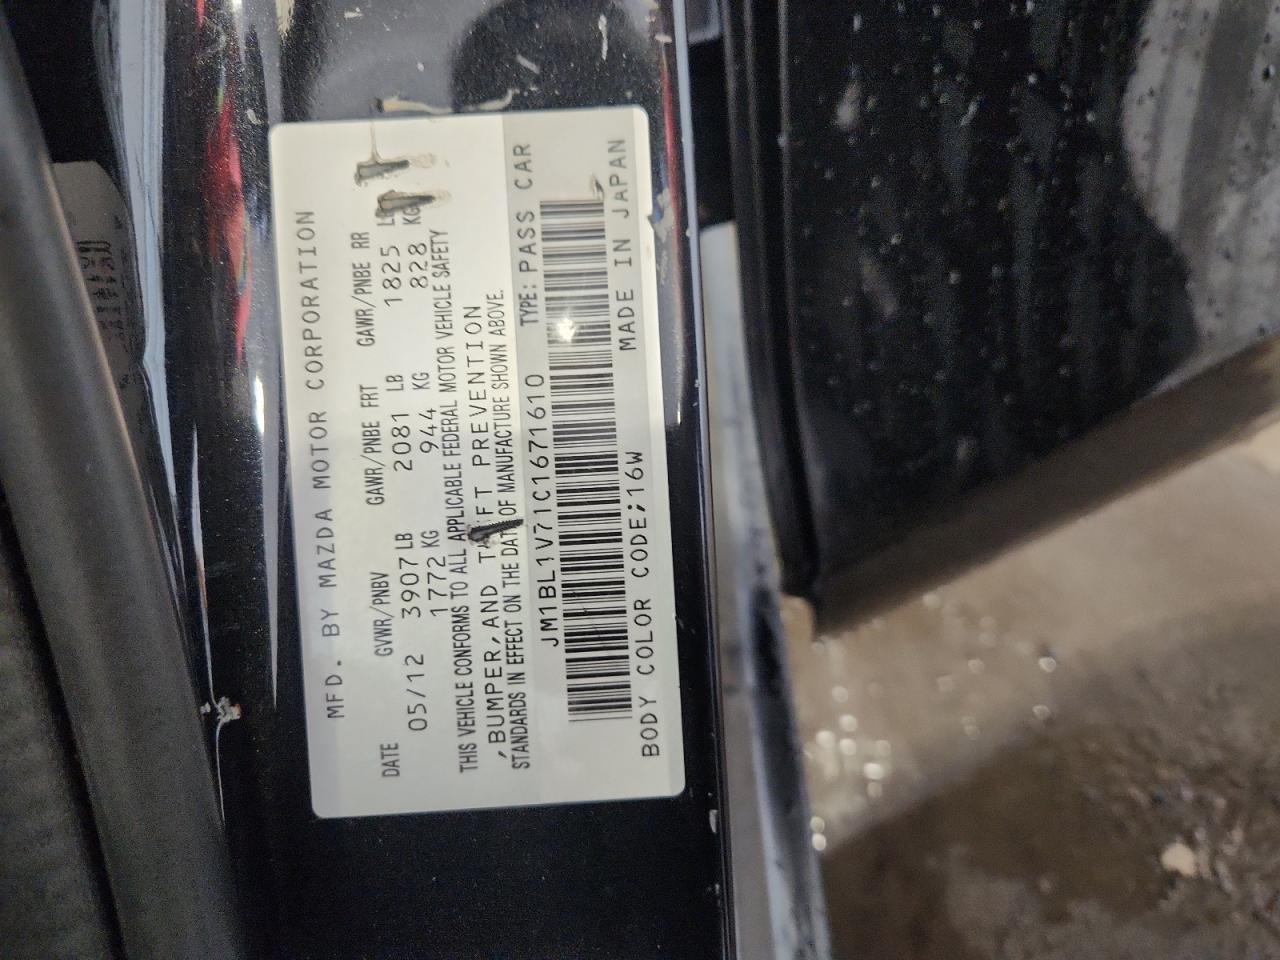 MFD. BY MAZDA MOTOR CORPORATION
DATE GVWR/PNBV GAWR/PNBE FRT GAWR/PNBE RR
05/12 3907 LB 2081 LB 1825
1772 KG 944 KG 828 KG
THIS VEHICLE CONFORMS TO ALL APPLICABLE FEDERAL MOTOR VEHICLE SAFETY
,BUMPER,AND PREVENTION
STANDARDS IN EFFECT ON THE DATE OF MANUFACTURE SHOWN ABOVE.
JM1BL1V71C1671610 TYPE: PASS CAR
BODY COLOR CODE;16W MADE IN JAPAN